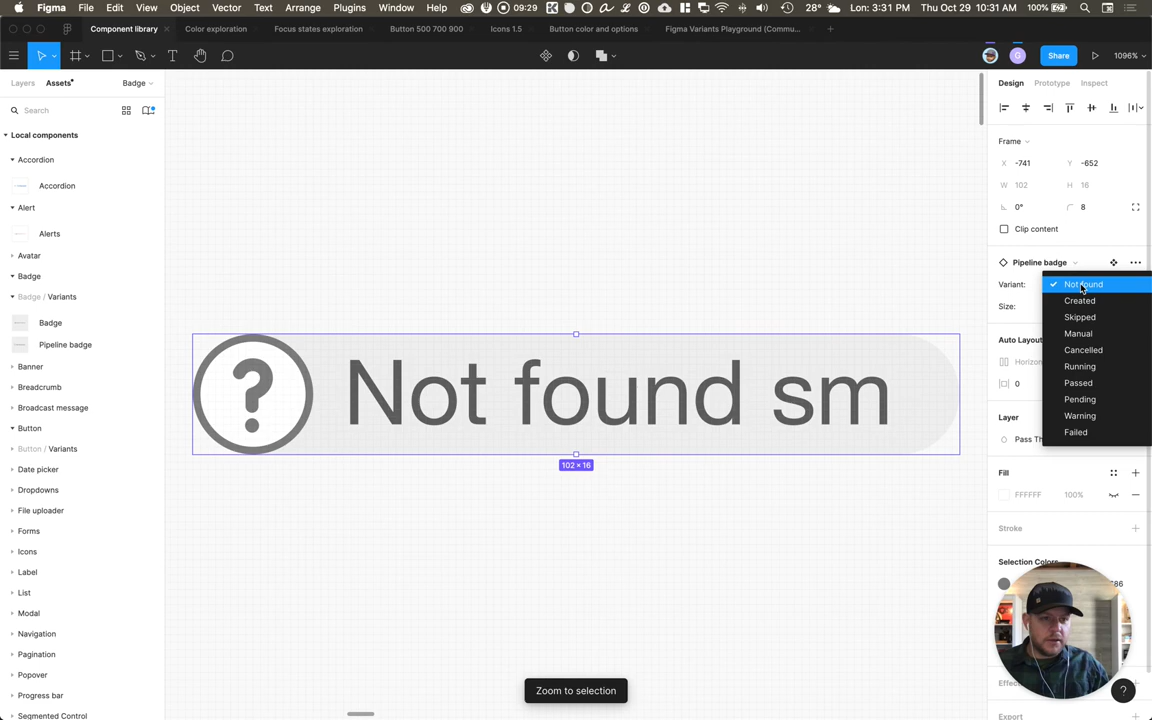 Figma File Edit View Object Vector Text Arrange Plugins Window Help 09:29 28° Lon: 3:31 PM Thu Oct 29 10:31 AM 100%
Component library × Color exploration Focus states exploration Button 500 700 900 Icons 1.5 Button color and options Figma Variants Playground (Commu... +
G Share 1096%
Layers Assets Badge
Search
Local components
Accordion
Accordion
Alert
Alerts
Avatar
Badge
Badge / Variants
Badge
Pipeline badge
Banner
Breadcrumb
Broadcast message
Button
Button / Variants
Date picker
Dropdowns
File uploader
Forms
Icons
Label
List
Modal
Navigation
Pagination
Popover
Progress bar
Segmented Control
? Not found sm
102 × 16
Zoom to selection
Design Prototype Inspect
Frame
X -741 Y -652
W 102 H 16
0° 8
Clip content
Pipeline badge
Variant:
Size:
Not found
Created
Skipped
Manual
Cancelled
Running
Passed
Pending
Warning
Failed
Auto Layout
Horizon
0
Layer
Pass Th
Fill
FFFFFF 100%
Stroke
Selection Colors
Effec
Export
?